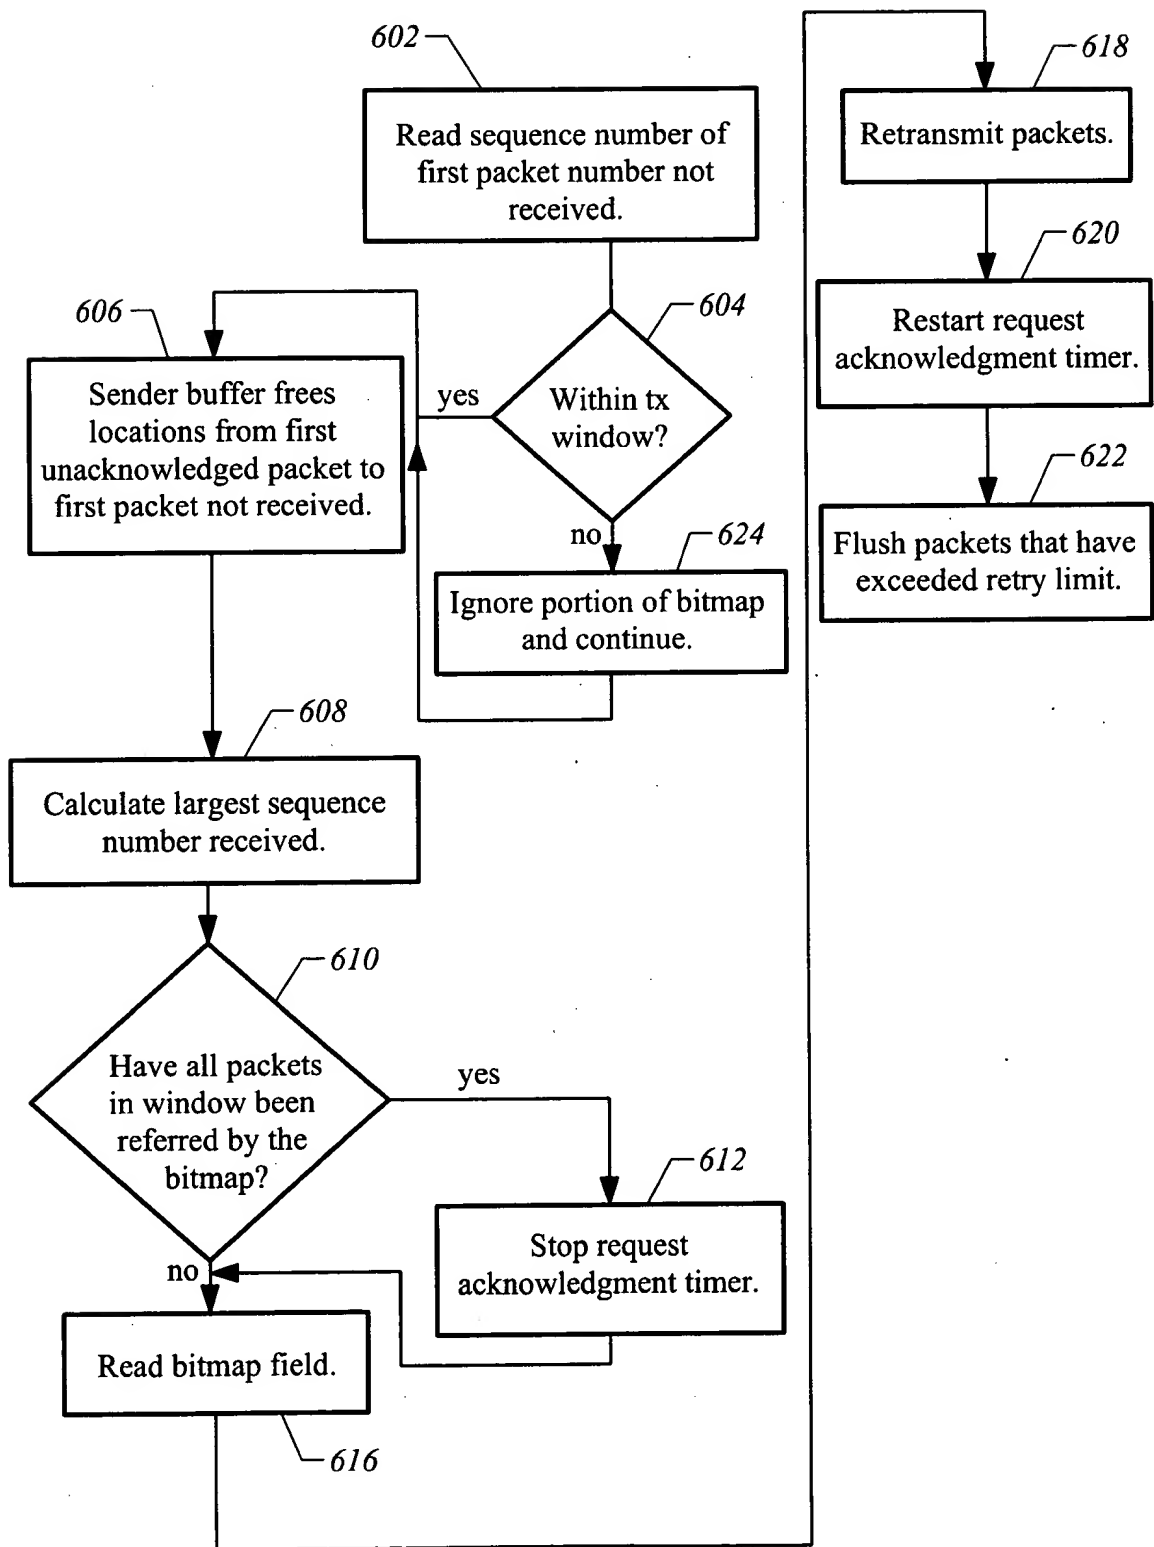 602
Read sequence number of
first packet number not
received.
604
Within tx
window?
yes
no
606
Sender buffer frees
locations from first
unacknowledged packet to
first packet not received.
624
Ignore portion of bitmap
and continue.
608
Calculate largest sequence
number received.
610
Have all packets
in window been
referred by the
bitmap?
yes
no
612
Stop request
acknowledgment timer.
Read bitmap field.
616
618
Retransmit packets.
620
Restart request
acknowledgment timer.
622
Flush packets that have
exceeded retry limit.